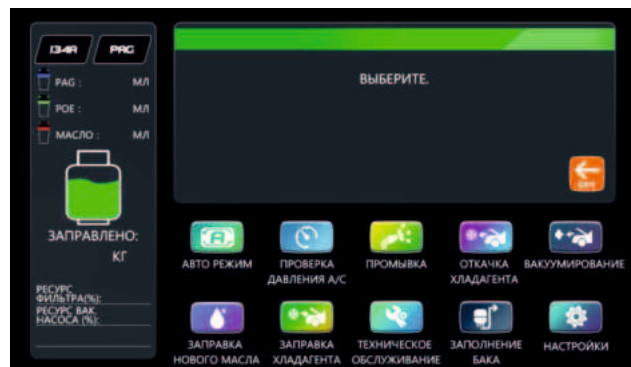 134A PAG
PAG : МЛ
POE : МЛ
МАСЛО : МЛ
ЗАПРАВЛЕНО:
КГ
РЕСУРС
ФИЛЬТРА(%):
РЕСУРС ВАК.
НАСОСА (%):
ВЫБЕРИТЕ.
АВТО РЕЖИМ
ПРОВЕРКА
ДАВЛЕНИЯ A/C
ПРОМЫВКА
ОТКАЧКА
ХЛАДАГЕНТА
ВАКУУМИРОВАНИЕ
ЗАПРАВКА
НОВОГО МАСЛА
ЗАПРАВКА
ХЛАДАГЕНТА
ТЕХНИЧЕСКОЕ
ОБСЛУЖИВАНИЕ
ЗАПОЛНЕНИЕ
БАКА
НАСТРОЙКИ